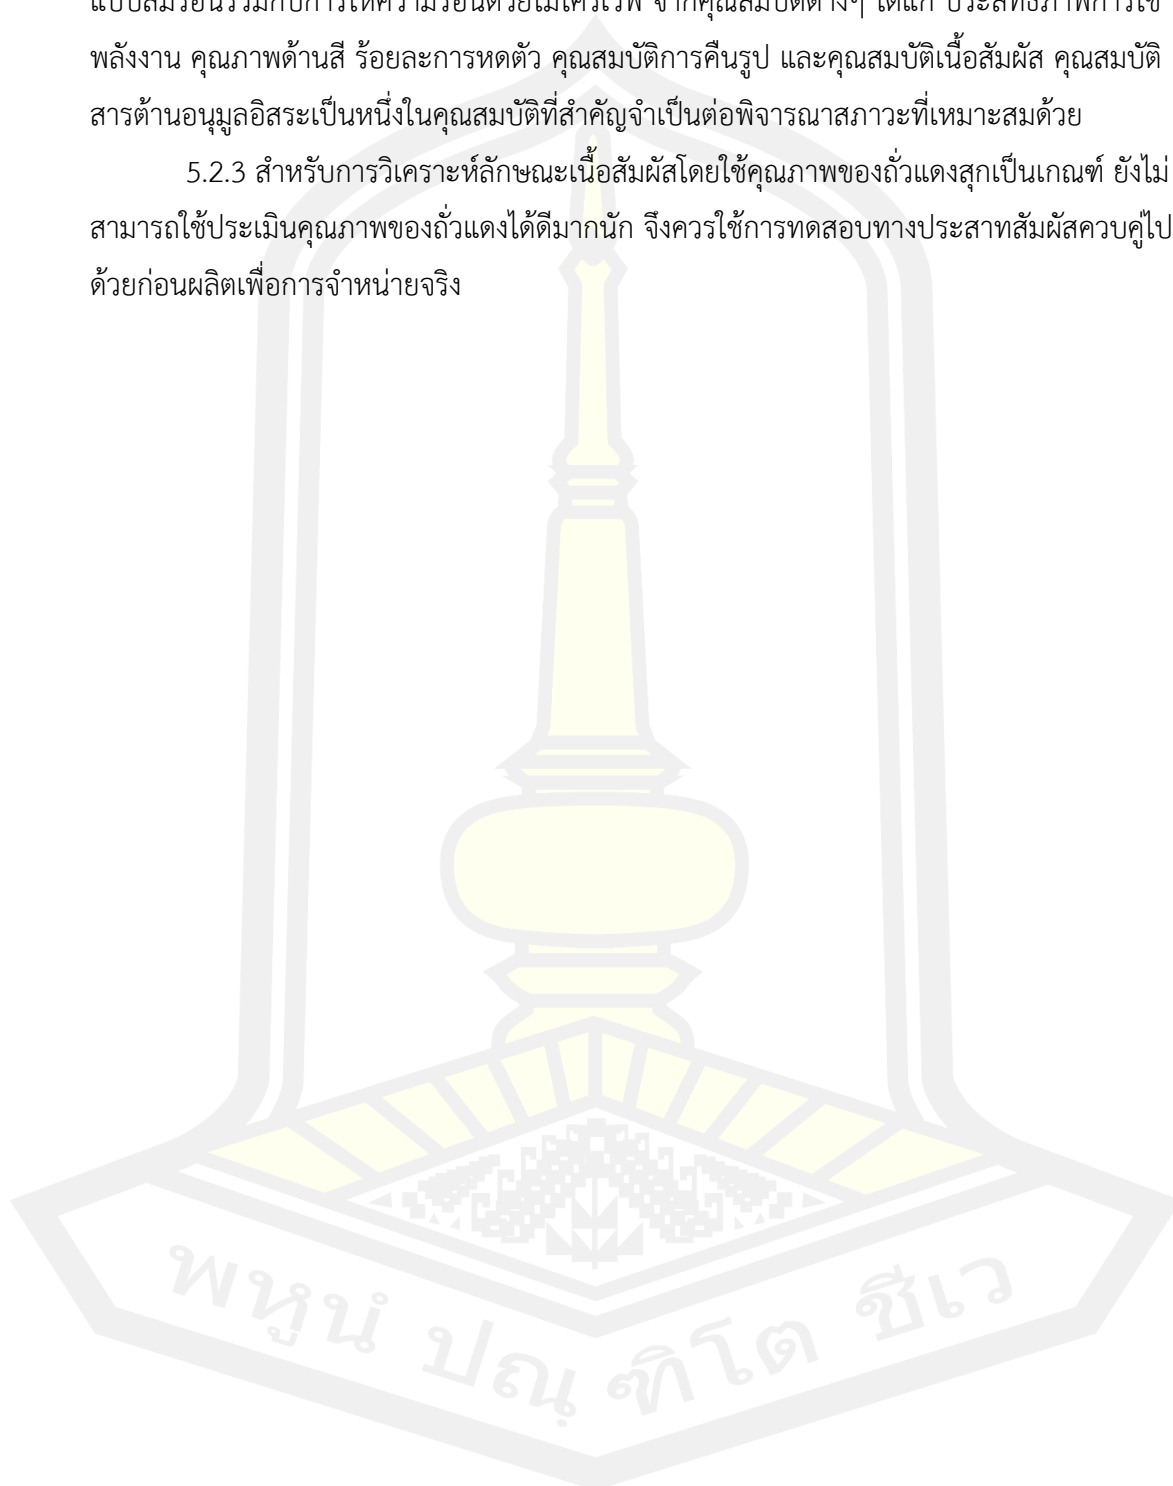 แบบลมร้อนร่วมกับการให้ความร้อนด้วยไมโครเวฟ จากคุณสมบัติต่างๆ ได้แก่ ประสิทธิภาพการใช้
พลังงาน คุณภาพด้านสี ร้อยละการหดตัว คุณสมบัติการคืนรูป และคุณสมบัติเนื้อสัมผัส คุณสมบัติ
สารต้านอนุมูลอิสระเป็นหนึ่งในคุณสมบัติที่สำคัญจำเป็นต่อพิจารณาสภาวะที่เหมาะสมด้วย
5.2.3 สำหรับการวิเคราะห์ลักษณะเนื้อสัมผัสโดยใช้คุณภาพของถั่วแดงสุกเป็นเกณฑ์ ยังไม่
สามารถใช้ประเมินคุณภาพของถั่วแดงได้ดีมากนัก จึงควรใช้การทดสอบทางประสาทสัมผัสควบคู่ไป
ด้วยก่อนผลิตเพื่อการจำหน่ายจริง
พหูนํ ปณฺฑิโต ชีเว